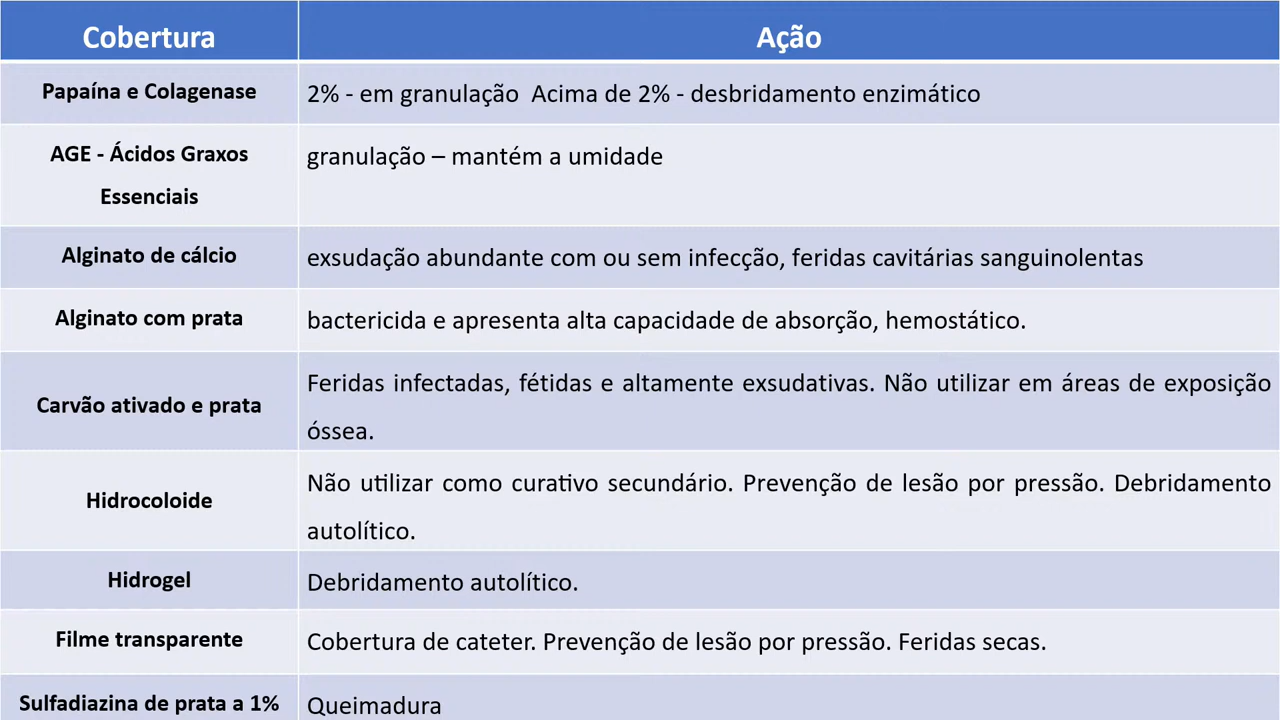 Cobertura Ação
Papaína e Colagenase 2% - em granulação Acima de 2% - desbridamento enzimático
AGE - Ácidos Graxos
Essenciais
granulação – mantém a umidade
Alginato de cálcio exsudação abundante com ou sem infecção, feridas cavitárias sanguinolentas
Alginato com prata bactericida e apresenta alta capacidade de absorção, hemostático.
Carvão ativado e prata
Feridas infectadas, fétidas e altamente exsudativas. Não utilizar em áreas de exposição
óssea.
Hidrocoloide
Não utilizar como curativo secundário. Prevenção de lesão por pressão. Debridamento
autolítico.
Hidrogel Debridamento autolítico.
Filme transparente Cobertura de cateter. Prevenção de lesão por pressão. Feridas secas.
Sulfadiazina de prata a 1% Queimadura